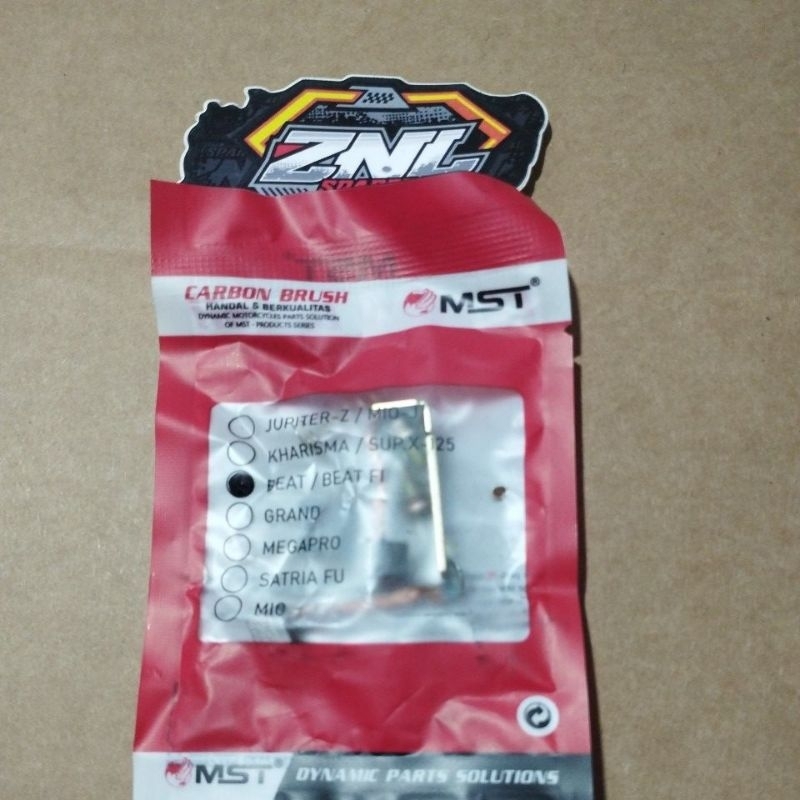 ZNL
CARBON BRUSH
HANDAL & BERKUALITAS
DYNAMIC MOTORCYCLES PARTS SOLUTION
OF MST - PRODUCTS SERIES
MST®
JUPITER-Z / MIO-J
KHARISMA / SUP.X-125
BEAT / BEAT FI
GRAND
MEGAPRO
SATRIA FU
MIO
MST DYNAMIC PARTS SOLUTIONS